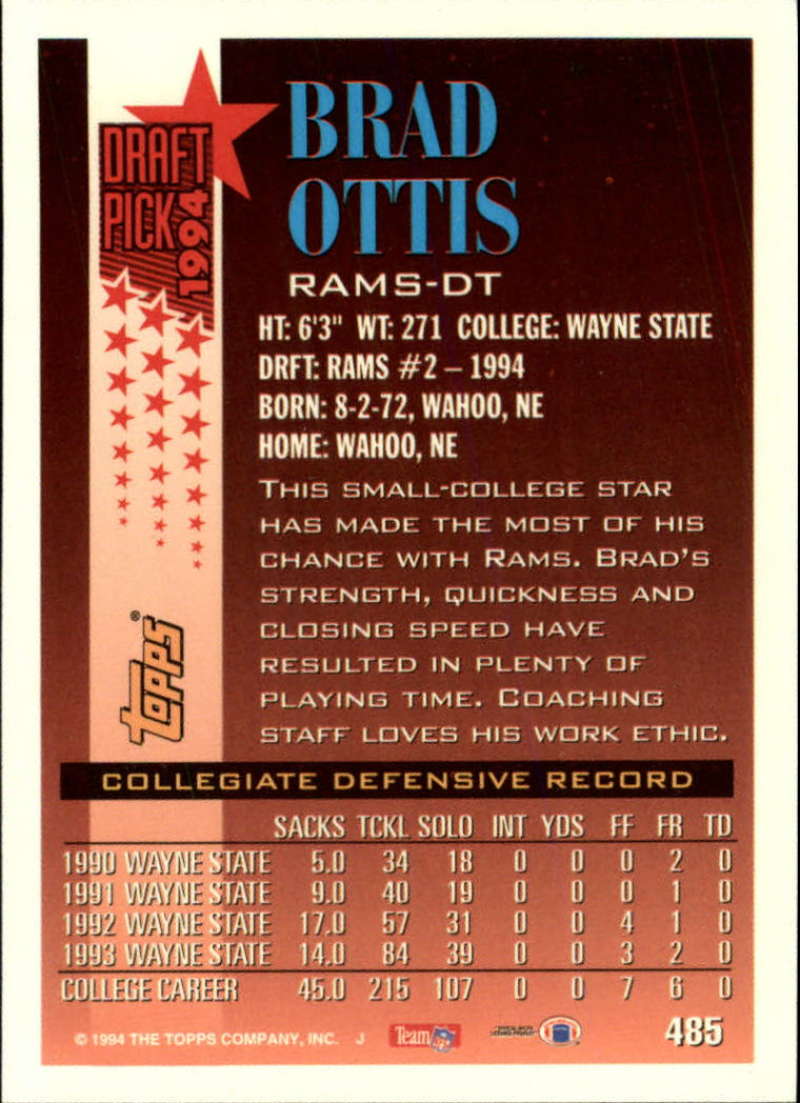 DRAFT
PICK
1994
BRAD
OTTIS
RAMS-DT
HT: 6'3" WT: 271 COLLEGE: WAYNE STATE
DRFT: RAMS #2 – 1994
BORN: 8-2-72, WAHOO, NE
HOME: WAHOO, NE
THIS SMALL-COLLEGE STAR
HAS MADE THE MOST OF HIS
CHANCE WITH RAMS. BRAD'S
STRENGTH, QUICKNESS AND
CLOSING SPEED HAVE
RESULTED IN PLENTY OF
PLAYING TIME. COACHING
STAFF LOVES HIS WORK ETHIC.
Topps®
COLLEGIATE DEFENSIVE RECORD
SACKS TCKL SOLO INT YDS FF FR TD
1990 WAYNE STATE 5.0 34 18 0 0 0 2 0
1991 WAYNE STATE 9.0 40 19 0 0 0 1 0
1992 WAYNE STATE 17.0 57 31 0 0 4 1 0
1993 WAYNE STATE 14.0 84 39 0 0 3 2 0
COLLEGE CAREER 45.0 215 107 0 0 7 6 0
© 1994 THE TOPPS COMPANY, INC. J Team NFL 485